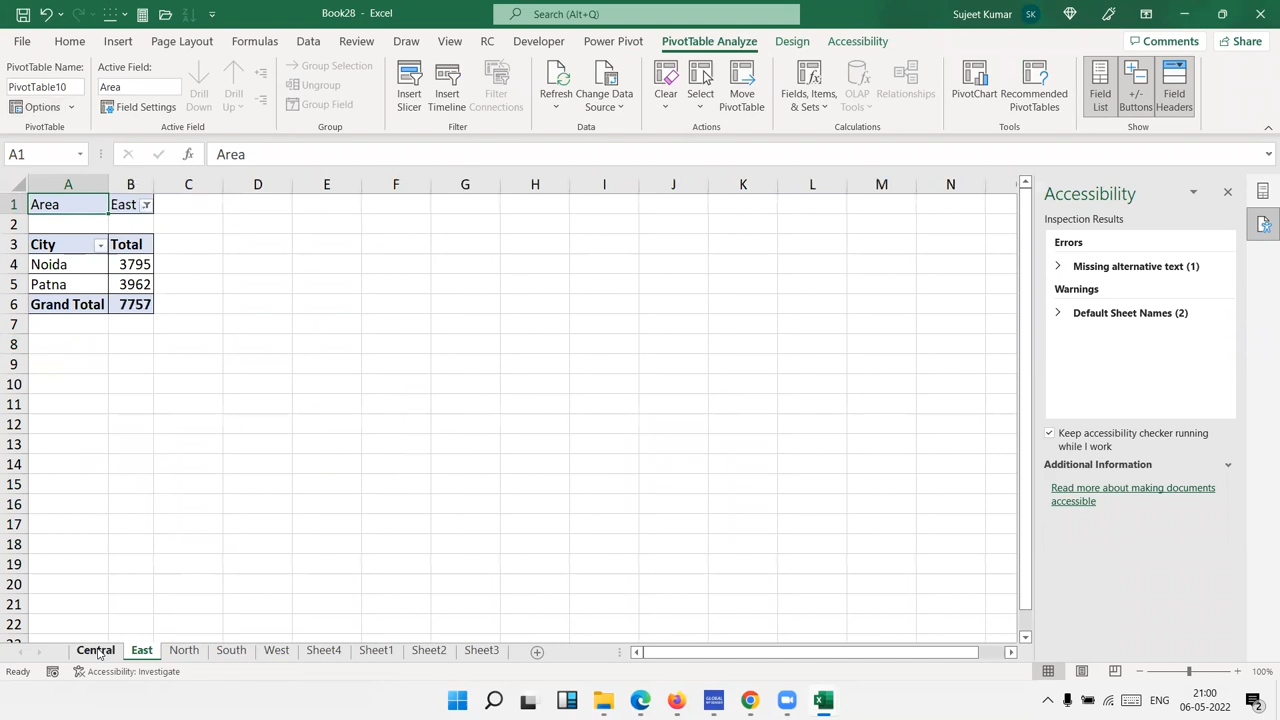 Book28 - Excel
Search (Alt+Q)
Sujeet Kumar
SK
File Home Insert Page Layout Formulas Data Review Draw View RC Developer Power Pivot PivotTable Analyze Design Accessibility
Comments
Share
PivotTable Name:
PivotTable10
Options
PivotTable
Active Field:
Area
Field Settings
Drill Down
Drill Up
Active Field
Group Selection
Ungroup
Group Field
Group
Insert Slicer
Insert Timeline
Filter Connections
Filter
Refresh
Change Data Source
Data
Clear
Select
Move PivotTable
Actions
Fields, Items, & Sets
OLAP Tools
Relationships
Calculations
PivotChart
Recommended PivotTables
Tools
Field List
+/- Buttons
Field Headers
Show
A1
fx
Area
A B C D E F G H I J K L M N
1 Area East
2
3 City Total
4 Noida 3795
5 Patna 3962
6 Grand Total 7757
7
8
9
10
11
12
13
14
15
16
17
18
19
20
21
22
Accessibility
Inspection Results
Errors
Missing alternative text (1)
Warnings
Default Sheet Names (2)
Keep accessibility checker running
while I work
Additional Information
Read more about making documents
accessible
Central East North South West Sheet4 Sheet1 Sheet2 Sheet3
Ready
Accessibility: Investigate
100%
ENG
21:00
06-05-2022
2